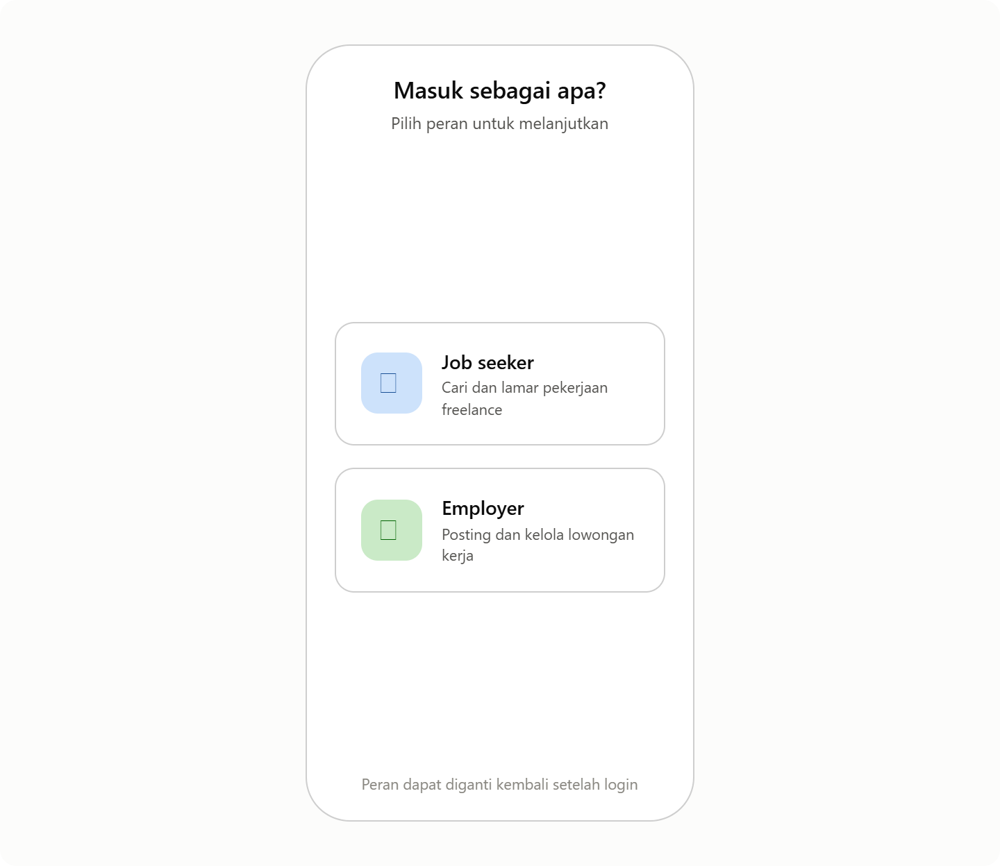 Masuk sebagai apa?
Pilih peran untuk melanjutkan
Job seeker
Cari dan lamar pekerjaan
freelance
Employer
Posting dan kelola lowongan
kerja
Peran dapat diganti kembali setelah login